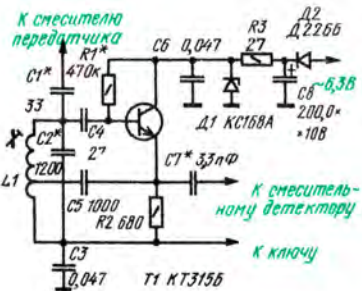 К смесителю
передатчика
С1*
33
R1*
470к
С6
0,047
R3
27
Д2
Д226Б
~6,3В
С8
200,0×
×10В
Д1 КС168А
С2*
1200
С4
27
L1
С7* 3,3пФ
К смеситель-
ному детектору
С5 1000
R2 680
К ключу
С3
0,047
Т1 КТ315Б